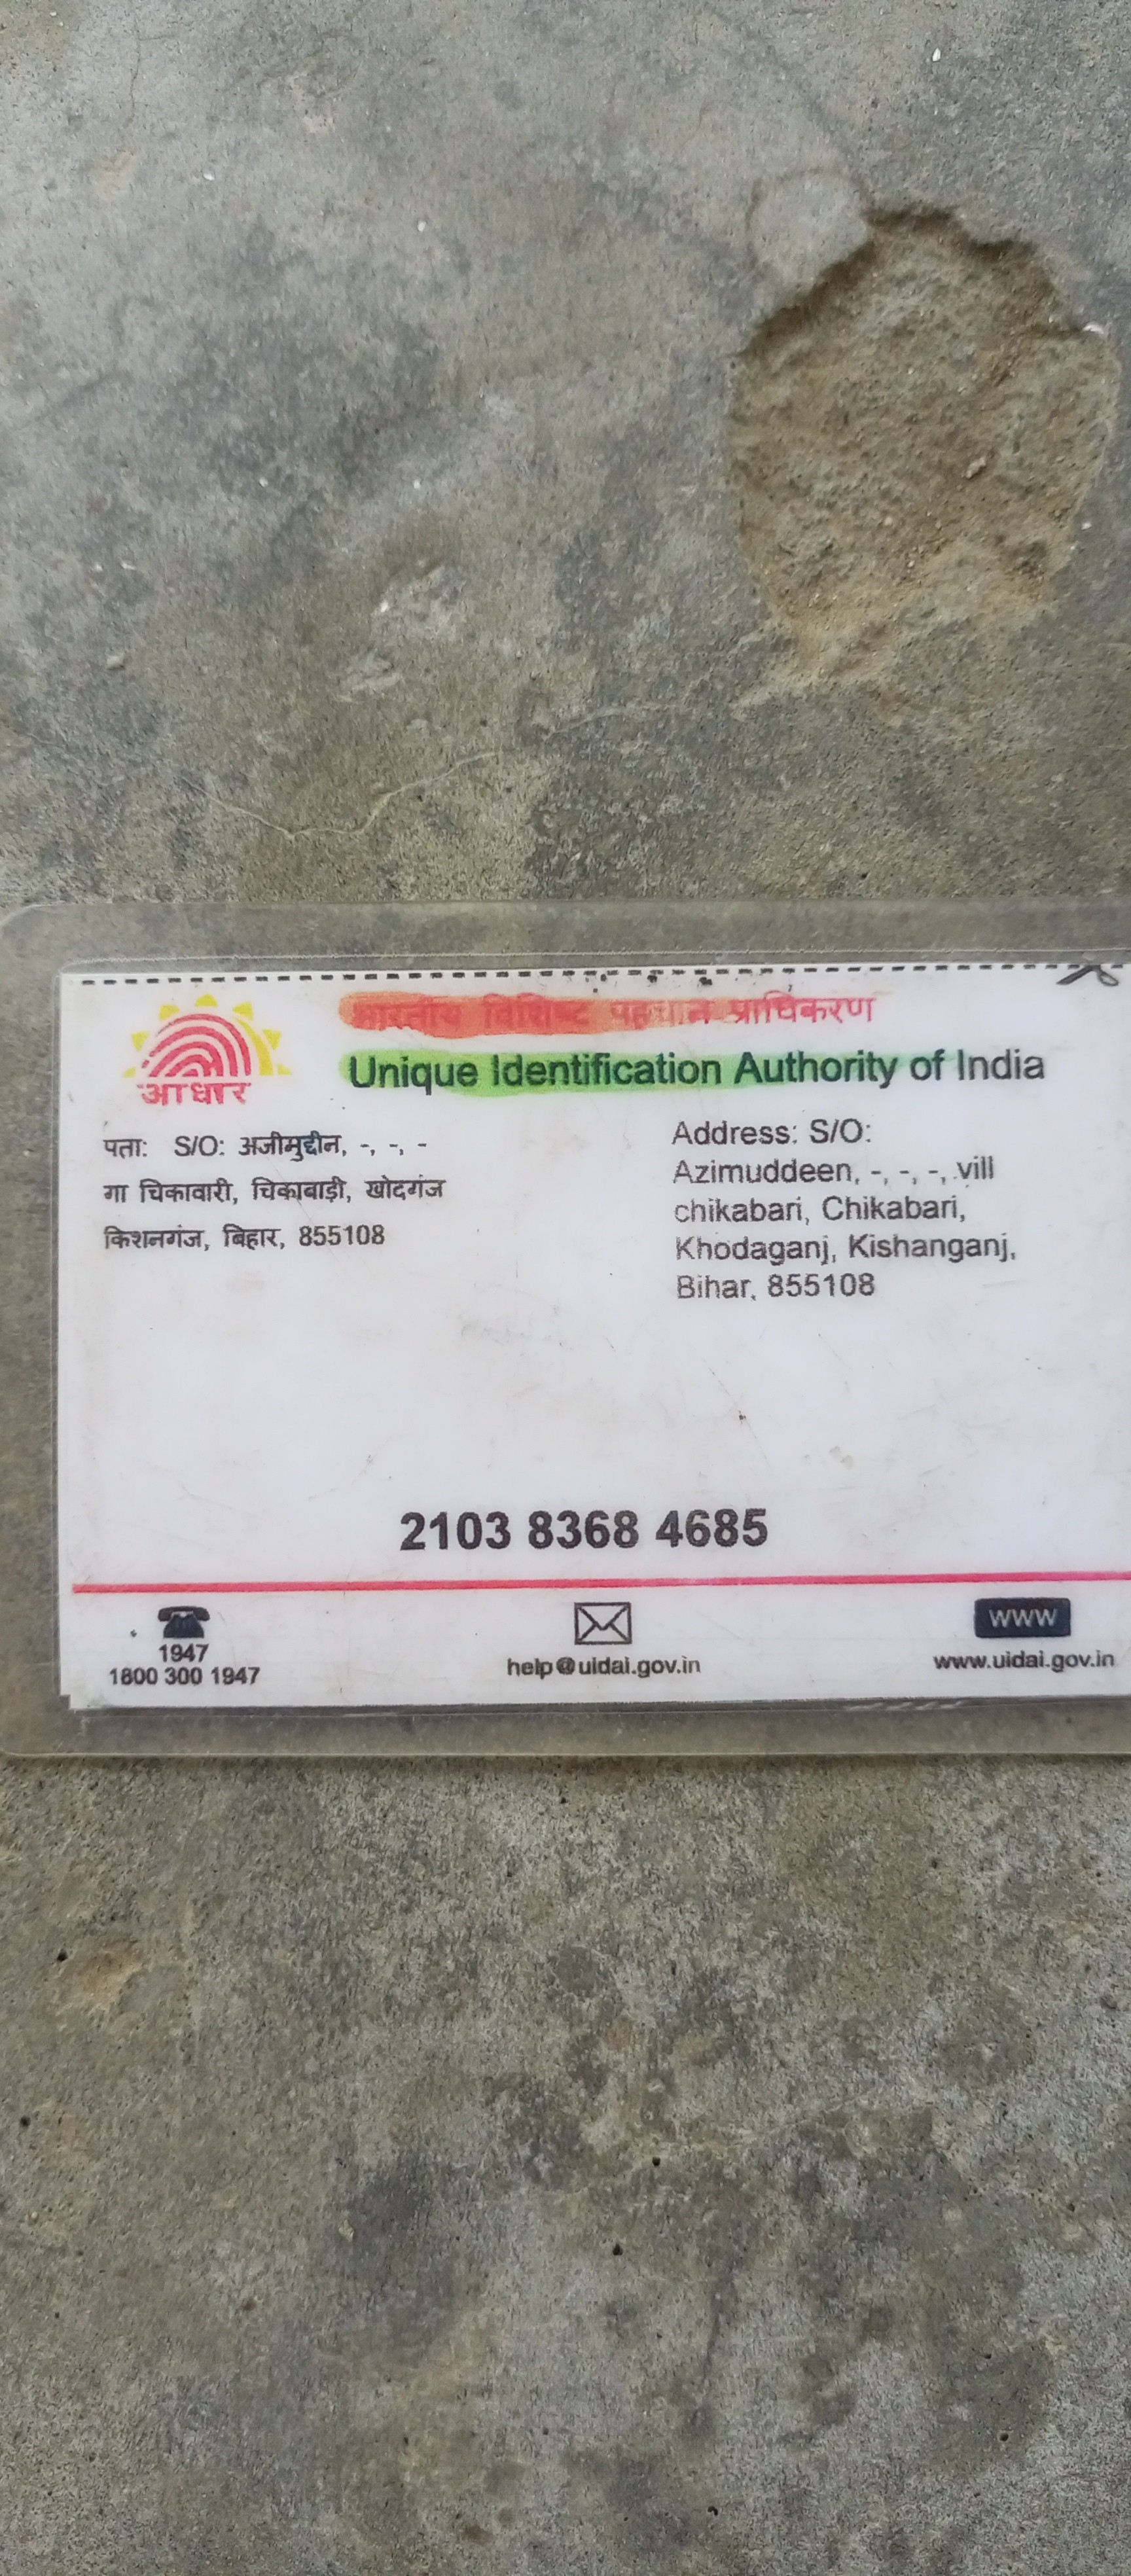 भारतीय विशिष्ट पहचान प्राधिकरण
Unique Identification Authority of India
आधार
पता: S/O: अजीमुद्दीन, -, -, -
गा चिकावारी, चिकाबाड़ी, खोदगंज
किशनगंज, बिहार, 855108
Address: S/O:
Azimuddeen, -, -, -, vill
chikabari, Chikabari,
Khodaganj, Kishanganj,
Bihar, 855108
2103 8368 4685
1947
1800 300 1947
help@uidai.gov.in
www
www.uidai.gov.in